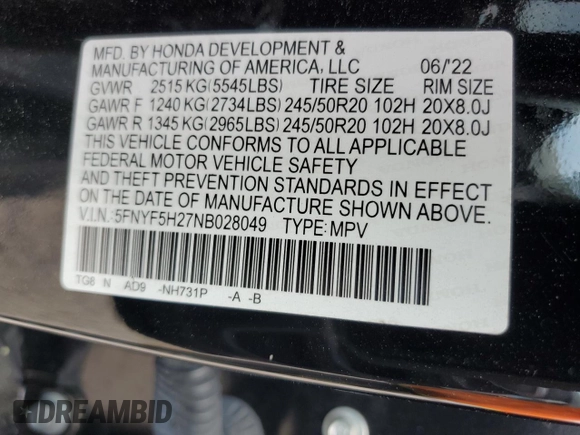 MFD. BY HONDA DEVELOPMENT &
MANUFACTURING OF AMERICA, LLC 06/'22
GVWR 2515 KG(5545LBS) TIRE SIZE RIM SIZE
GAWR F 1240 KG(2734LBS) 245/50R20 102H 20X8.0J
GAWR R 1345 KG(2965LBS) 245/50R20 102H 20X8.0J
THIS VEHICLE CONFORMS TO ALL APPLICABLE
FEDERAL MOTOR VEHICLE SAFETY
AND THEFT PREVENTION STANDARDS IN EFFECT
ON THE DATE OF MANUFACTURE SHOWN ABOVE.
V.I.N.:5FNYF5H27NB028049 TYPE:MPV
TG8 N AD9 -NH731P -A -B
DREAMBID